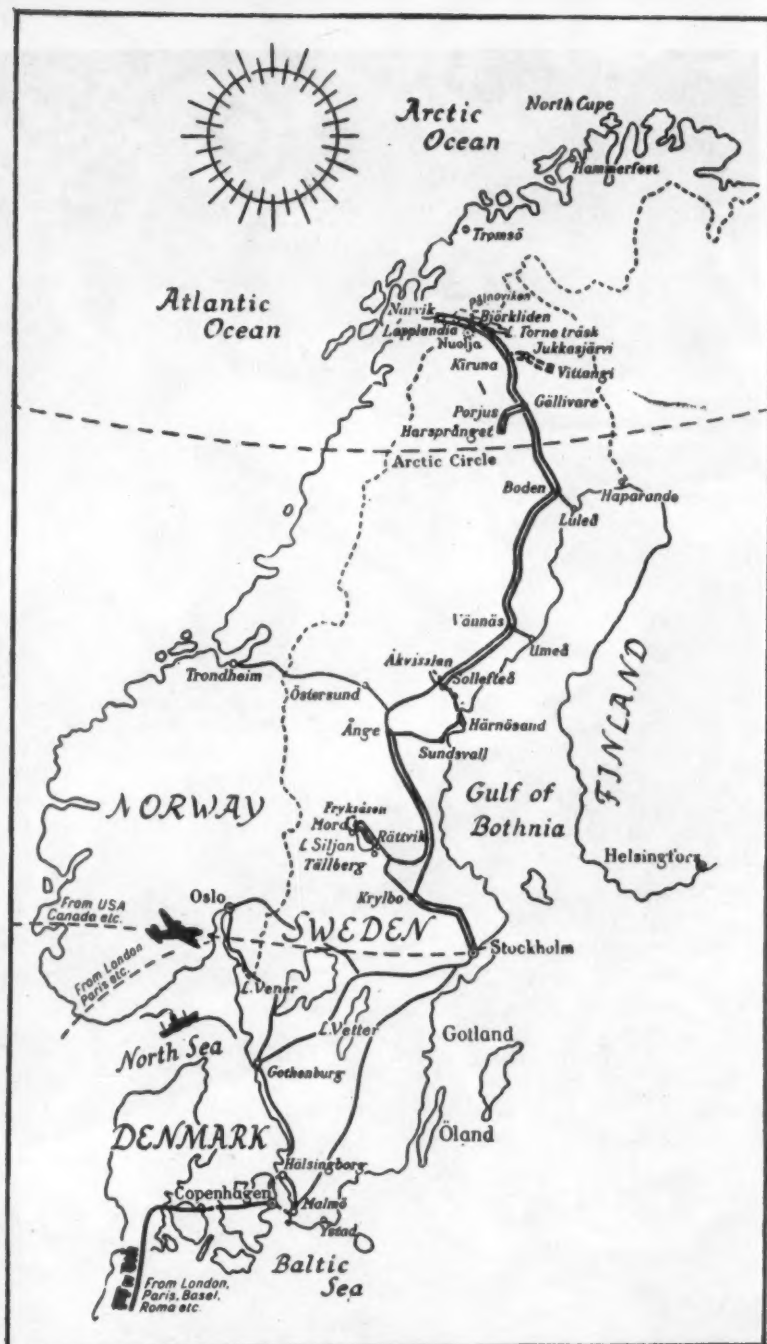 North Cape
Arctic
Ocean
Hammerfest
Tromsö
Atlantic
Ocean
Narvik
Björkliden
Lapplandia
L. Torne träsk
Nuolja
Jukkasjärvi
Kiruna
Vittangi
Porjus
Gällivare
Harsprånget
Arctic Circle
Boden
Haparanda
Luleå
Vännäs
Umeå
Trondheim
Sollefteå
Östersund
Ånge
Härnösand
Sundsvall
FINLAND
NORWAY
Gulf of
Bothnia
Fryksåsen
Mora
Rättvik
L Siljan
Tällberg
Helsingfors
Krylbo
From USA
Canada etc.
Oslo
SWEDEN
Stockholm
From London
Paris etc.
L. Vener
L. Vetter
North Sea
Gotland
Gothenburg
DENMARK
Öland
Hälsingborg
Copenhagen
Malmö
Ystad
Baltic
Sea
From London,
Paris, Basel,
Roma etc.